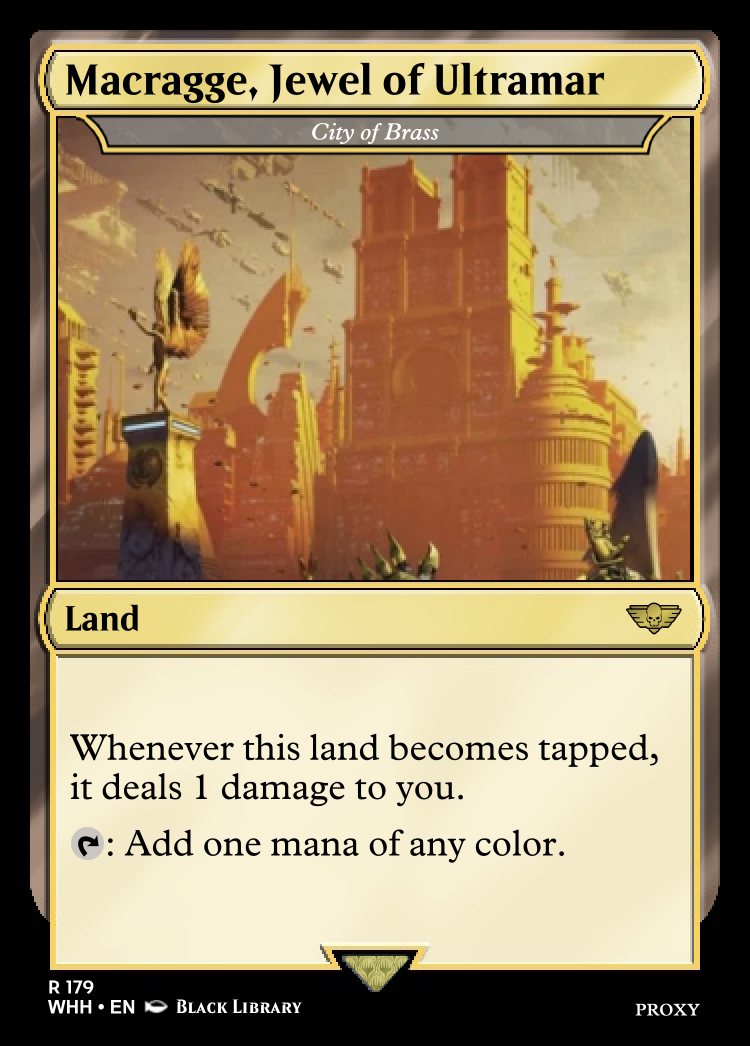 Macragge, Jewel of Ultramar
City of Brass
Land
Whenever this land becomes tapped,
it deals 1 damage to you.
: Add one mana of any color.
R 179
WHH • EN BLACK LIBRARY
PROXY